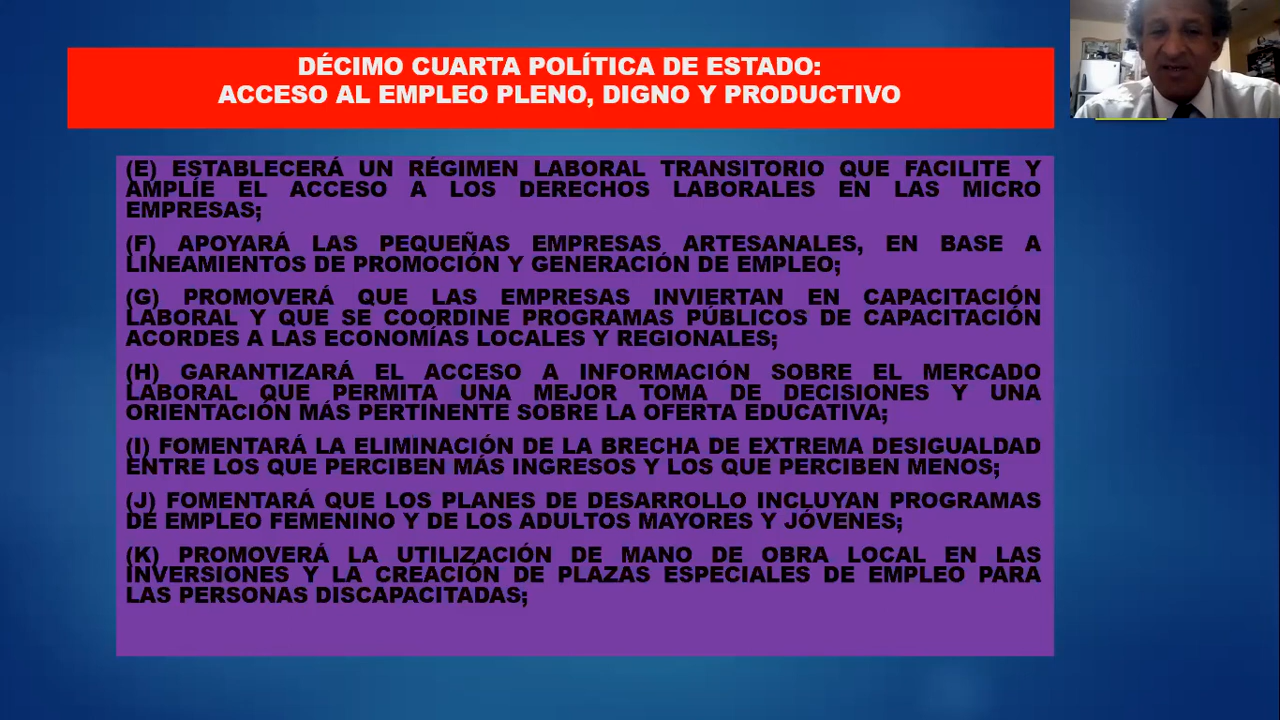 DÉCIMO CUARTA POLÍTICA DE ESTADO:
ACCESO AL EMPLEO PLENO, DIGNO Y PRODUCTIVO
(E) ESTABLECERÁ UN RÉGIMEN LABORAL TRANSITORIO QUE FACILITE Y
AMPLÍE EL ACCESO A LOS DERECHOS LABORALES EN LAS MICRO
EMPRESAS;
(F) APOYARÁ LAS PEQUEÑAS EMPRESAS ARTESANALES, EN BASE A
LINEAMIENTOS DE PROMOCIÓN Y GENERACIÓN DE EMPLEO;
(G) PROMOVERÁ QUE LAS EMPRESAS INVIERTAN EN CAPACITACIÓN
LABORAL Y QUE SE COORDINE PROGRAMAS PÚBLICOS DE CAPACITACIÓN
ACORDES A LAS ECONOMÍAS LOCALES Y REGIONALES;
(H) GARANTIZARÁ EL ACCESO A INFORMACIÓN SOBRE EL MERCADO
LABORAL QUE PERMITA UNA MEJOR TOMA DE DECISIONES Y UNA
ORIENTACIÓN MÁS PERTINENTE SOBRE LA OFERTA EDUCATIVA;
(I) FOMENTARÁ LA ELIMINACIÓN DE LA BRECHA DE EXTREMA DESIGUALDAD
ENTRE LOS QUE PERCIBEN MÁS INGRESOS Y LOS QUE PERCIBEN MENOS;
(J) FOMENTARÁ QUE LOS PLANES DE DESARROLLO INCLUYAN PROGRAMAS
DE EMPLEO FEMENINO Y DE LOS ADULTOS MAYORES Y JÓVENES;
(K) PROMOVERÁ LA UTILIZACIÓN DE MANO DE OBRA LOCAL EN LAS
INVERSIONES Y LA CREACIÓN DE PLAZAS ESPECIALES DE EMPLEO PARA
LAS PERSONAS DISCAPACITADAS;